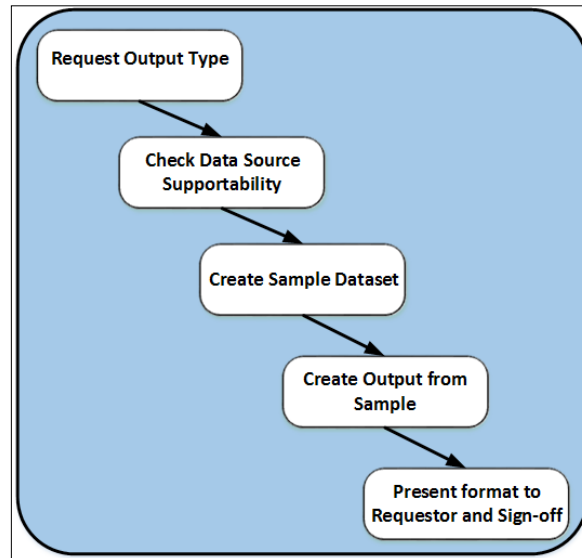 Request Output Type
Check Data Source
Supportability
Create Sample Dataset
Create Output from
Sample
Present format to
Requestor and Sign-off